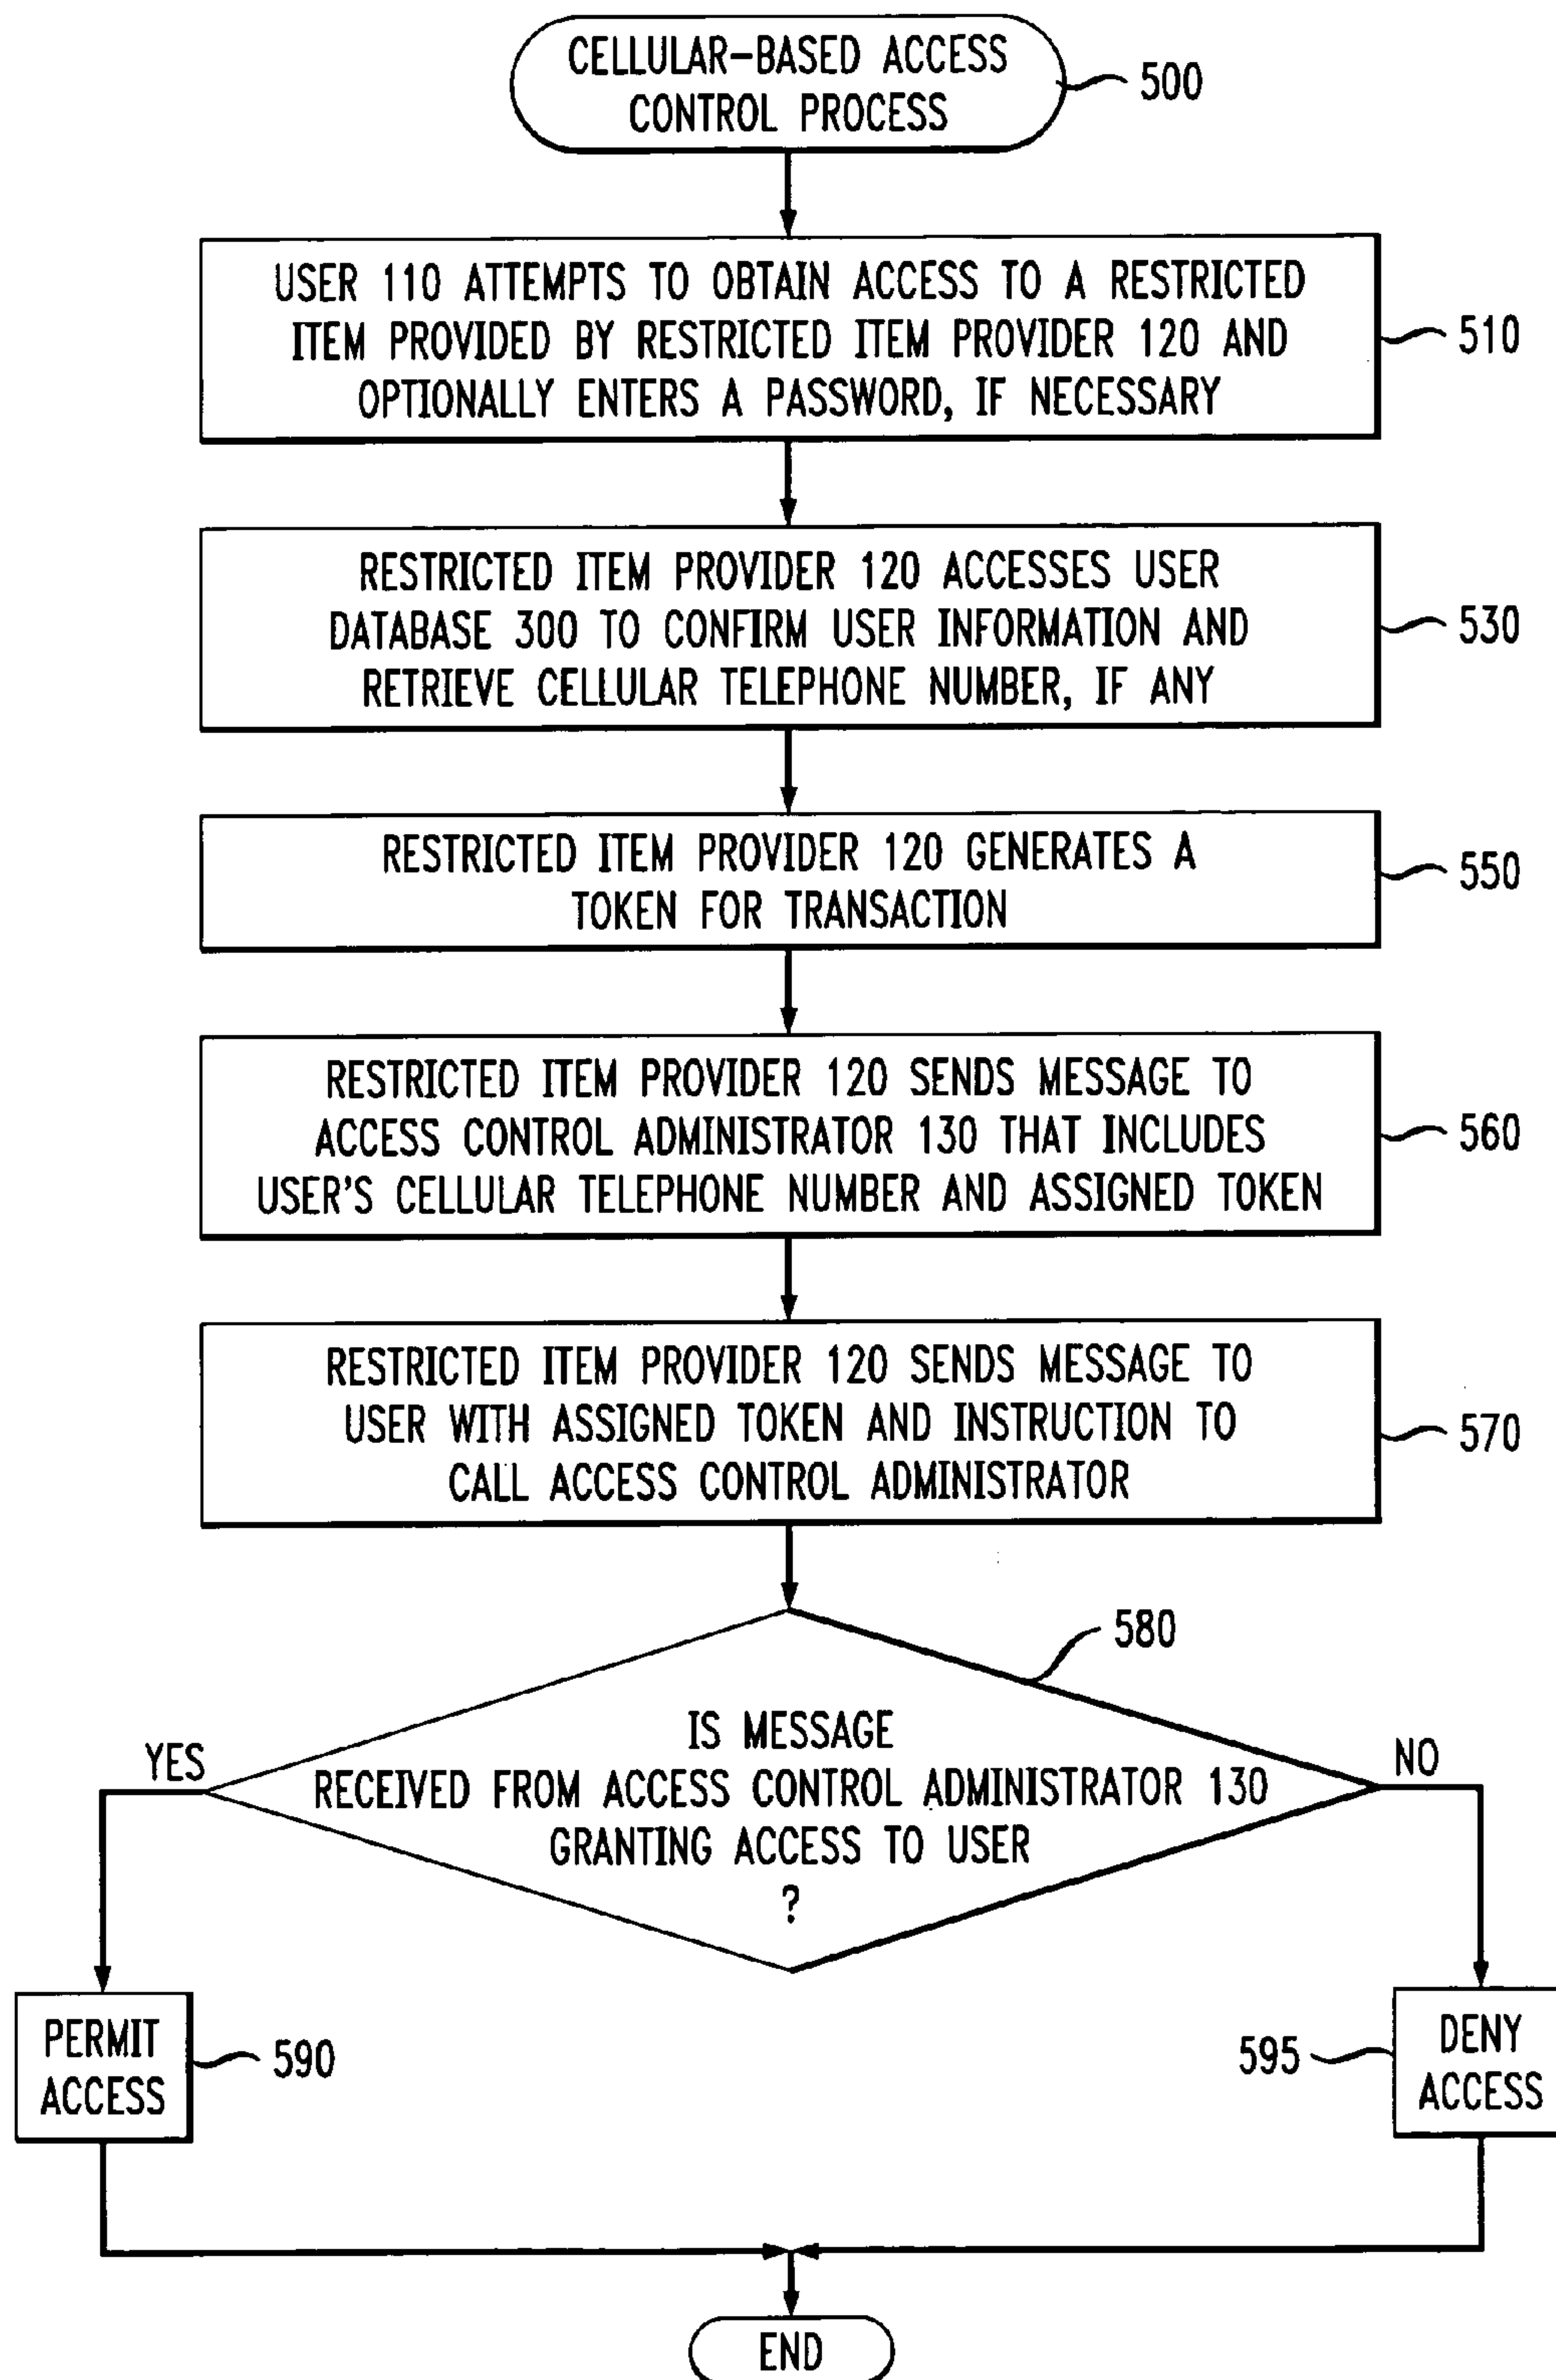 CELLULAR-BASED ACCESS
CONTROL PROCESS
500
USER 110 ATTEMPTS TO OBTAIN ACCESS TO A RESTRICTED
ITEM PROVIDED BY RESTRICTED ITEM PROVIDER 120 AND
OPTIONALLY ENTERS A PASSWORD, IF NECESSARY
510
RESTRICTED ITEM PROVIDER 120 ACCESSES USER
DATABASE 300 TO CONFIRM USER INFORMATION AND
RETRIEVE CELLULAR TELEPHONE NUMBER, IF ANY
530
RESTRICTED ITEM PROVIDER 120 GENERATES A
TOKEN FOR TRANSACTION
550
RESTRICTED ITEM PROVIDER 120 SENDS MESSAGE TO
ACCESS CONTROL ADMINISTRATOR 130 THAT INCLUDES
USER'S CELLULAR TELEPHONE NUMBER AND ASSIGNED TOKEN
560
RESTRICTED ITEM PROVIDER 120 SENDS MESSAGE TO
USER WITH ASSIGNED TOKEN AND INSTRUCTION TO
CALL ACCESS CONTROL ADMINISTRATOR
570
580
IS MESSAGE
RECEIVED FROM ACCESS CONTROL ADMINISTRATOR 130
GRANTING ACCESS TO USER
?
YES
NO
PERMIT
ACCESS
590
595
DENY
ACCESS
END